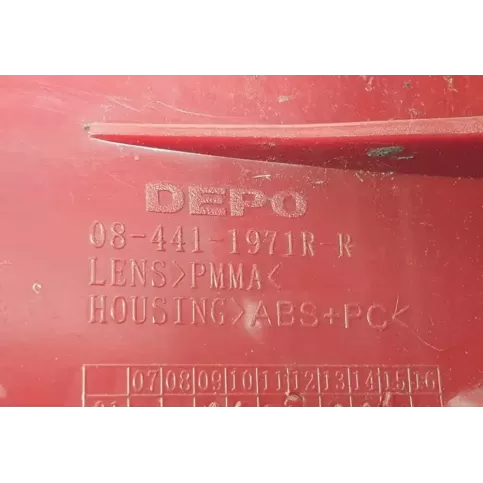 DEPO
08-441-1971R-R
LENS>PMMA<
HOUSING>ABS+PC<
07 08 09 10 11 12 13 14 15 16